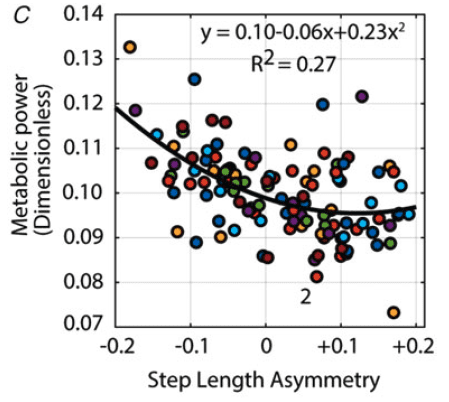 C
y = 0.10-0.06x+0.23x²
R² = 0.27
Metabolic power
(Dimensionless)
0.14
0.13
0.12
0.11
0.10
0.09
0.08
0.07
2
-0.2 -0.1 0 +0.1 +0.2
Step Length Asymmetry